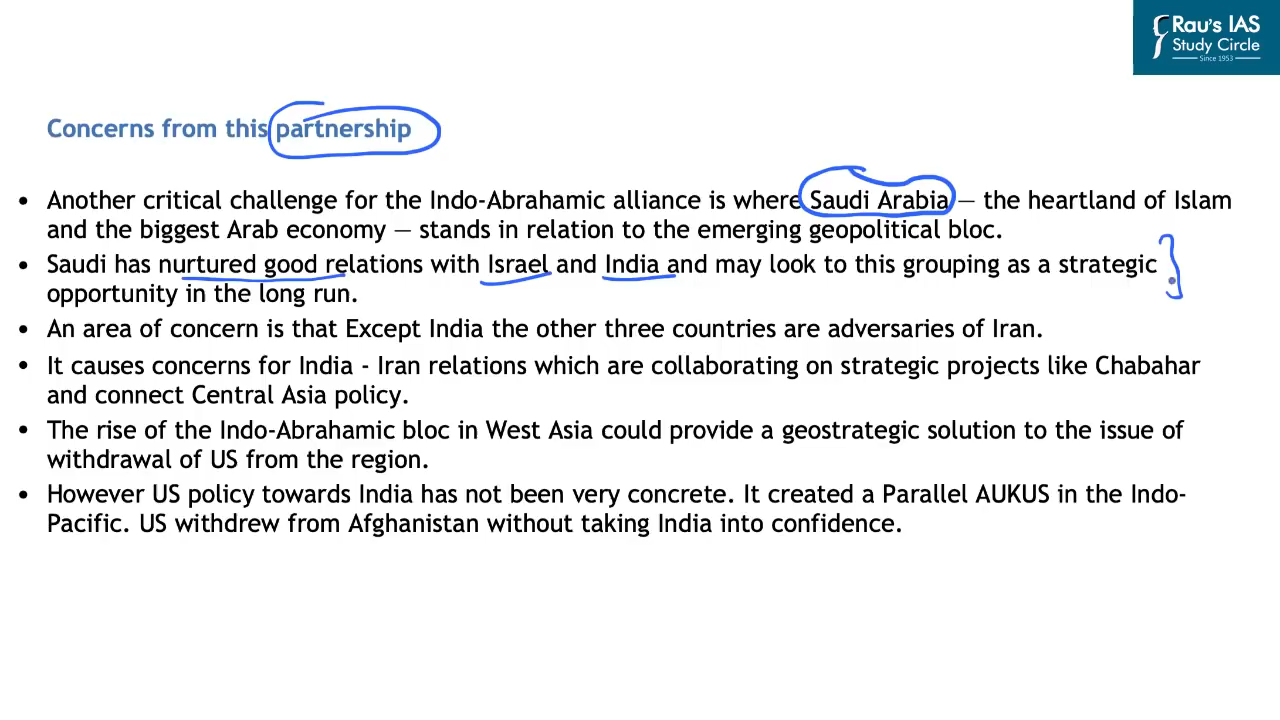 Rau's IAS
Study Circle
Since 1953
Concerns from this partnership
• Another critical challenge for the Indo-Abrahamic alliance is where Saudi Arabia — the heartland of Islam
and the biggest Arab economy — stands in relation to the emerging geopolitical bloc.
• Saudi has nurtured good relations with Israel and India and may look to this grouping as a strategic
opportunity in the long run.
• An area of concern is that Except India the other three countries are adversaries of Iran.
• It causes concerns for India - Iran relations which are collaborating on strategic projects like Chabahar
and connect Central Asia policy.
• The rise of the Indo-Abrahamic bloc in West Asia could provide a geostrategic solution to the issue of
withdrawal of US from the region.
• However US policy towards India has not been very concrete. It created a Parallel AUKUS in the Indo-
Pacific. US withdrew from Afghanistan without taking India into confidence.